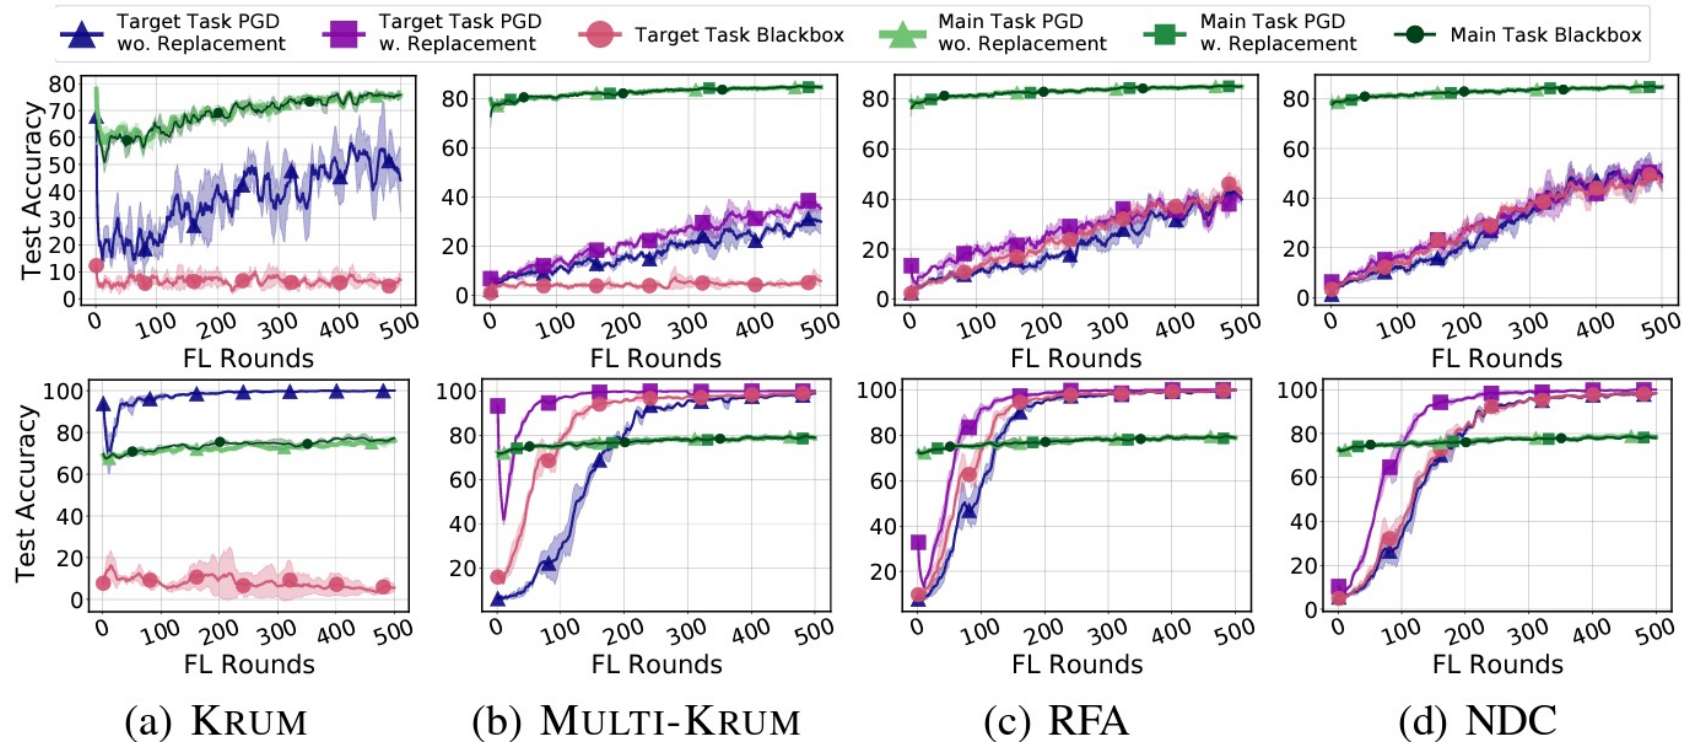 Target Task PGD wo. Replacement
Target Task PGD w. Replacement
Target Task Blackbox
Main Task PGD wo. Replacement
Main Task PGD w. Replacement
Main Task Blackbox
Test Accuracy
80
70
60
50
40
30
20
10
0
0 100 200 300 400 500
FL Rounds
80
60
40
20
0
0 100 200 300 400 500
FL Rounds
80
60
40
20
0
0 100 200 300 400 500
FL Rounds
80
60
40
20
0
0 100 200 300 400 500
FL Rounds
Test Accuracy
100
80
60
40
20
0
0 100 200 300 400 500
FL Rounds
100
80
60
40
20
0 100 200 300 400 500
FL Rounds
100
80
60
40
20
0 100 200 300 400 500
FL Rounds
100
80
60
40
20
0
0 100 200 300 400 500
FL Rounds
(a) KRUM
(b) MULTI-KRUM
(c) RFA
(d) NDC